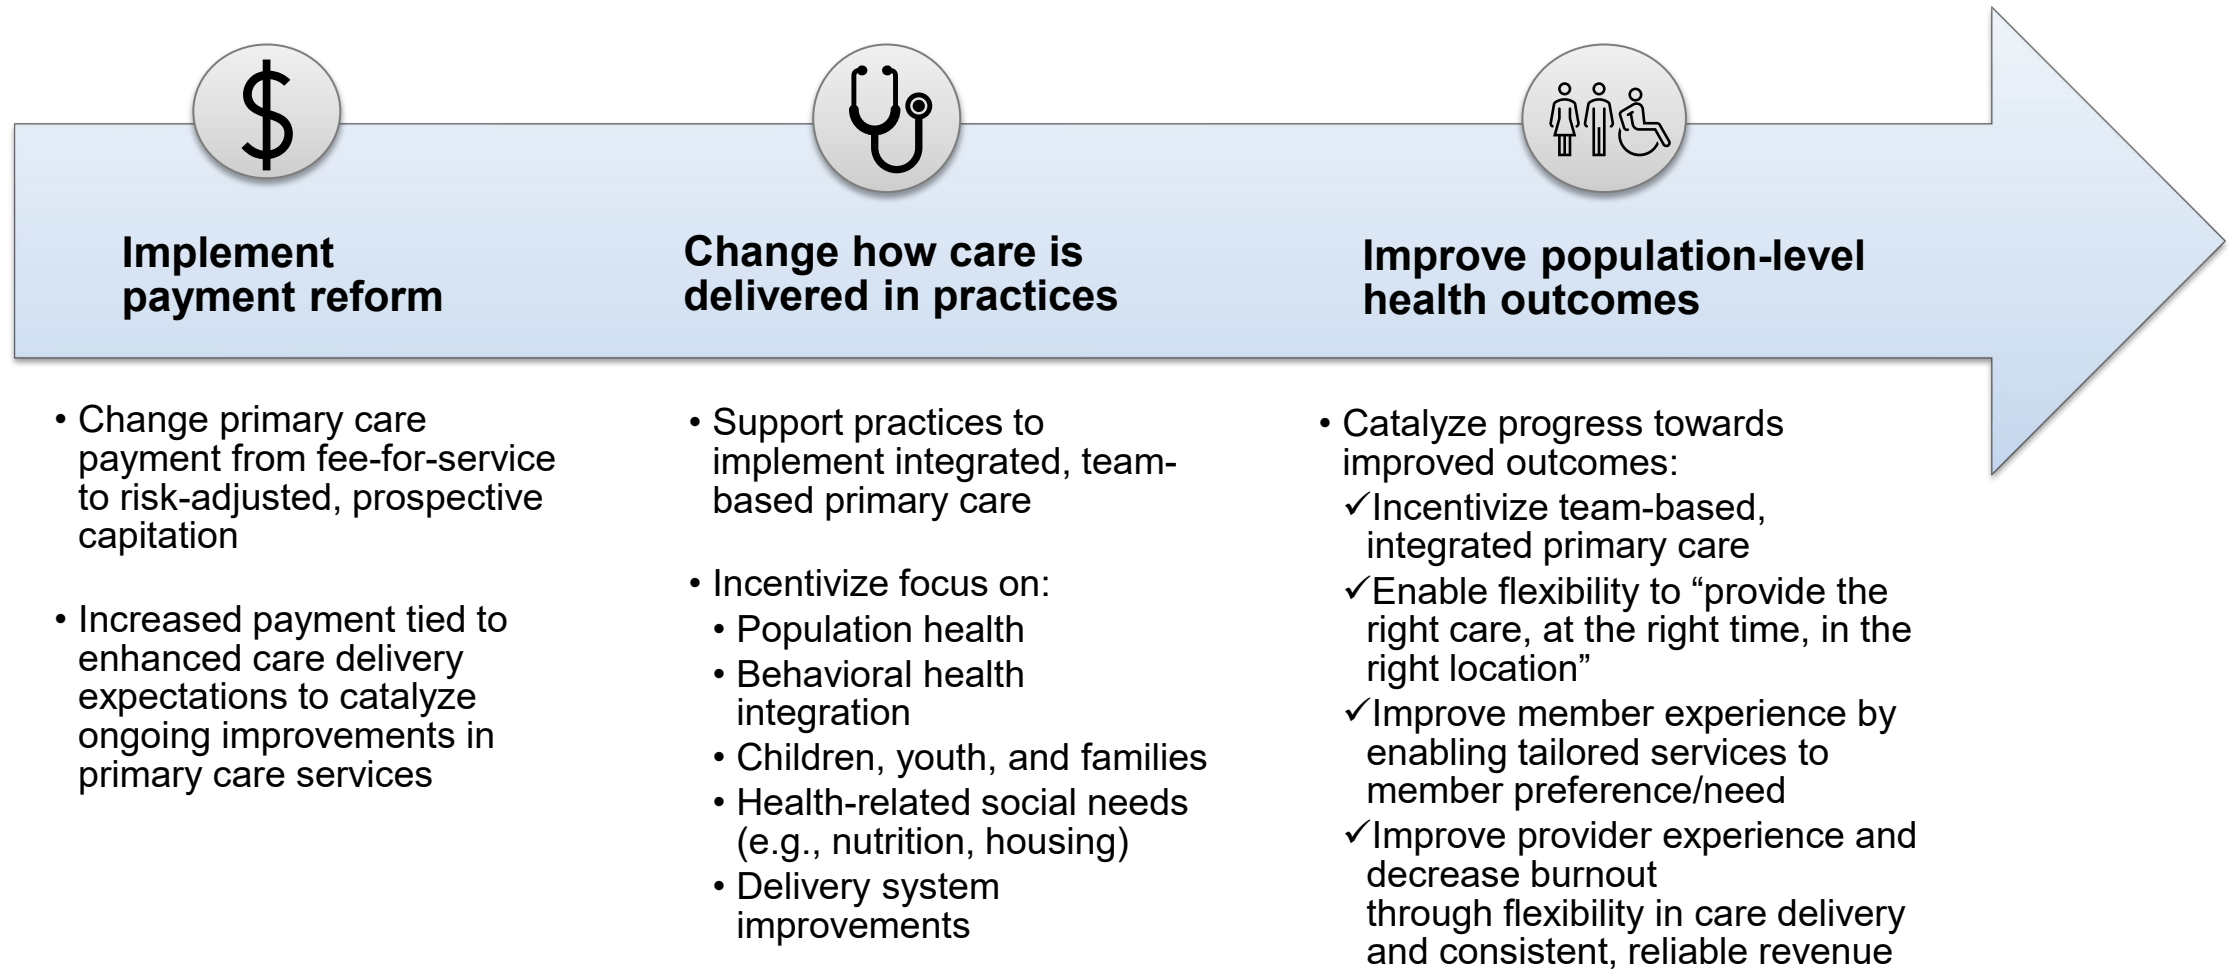 Implement
payment reform
Change how care is
delivered in practices
Improve population-level
health outcomes
• Change primary care
payment from fee-for-service
to risk-adjusted, prospective
capitation
• Increased payment tied to
enhanced care delivery
expectations to catalyze
ongoing improvements in
primary care services
• Support practices to
implement integrated, team-
based primary care
• Incentivize focus on:
• Population health
• Behavioral health
integration
• Children, youth, and families
• Health-related social needs
(e.g., nutrition, housing)
• Delivery system
improvements
• Catalyze progress towards
improved outcomes:
✓Incentivize team-based,
integrated primary care
✓Enable flexibility to “provide the
right care, at the right time, in the
right location”
✓Improve member experience by
enabling tailored services to
member preference/need
✓Improve provider experience and
decrease burnout
through flexibility in care delivery
and consistent, reliable revenue